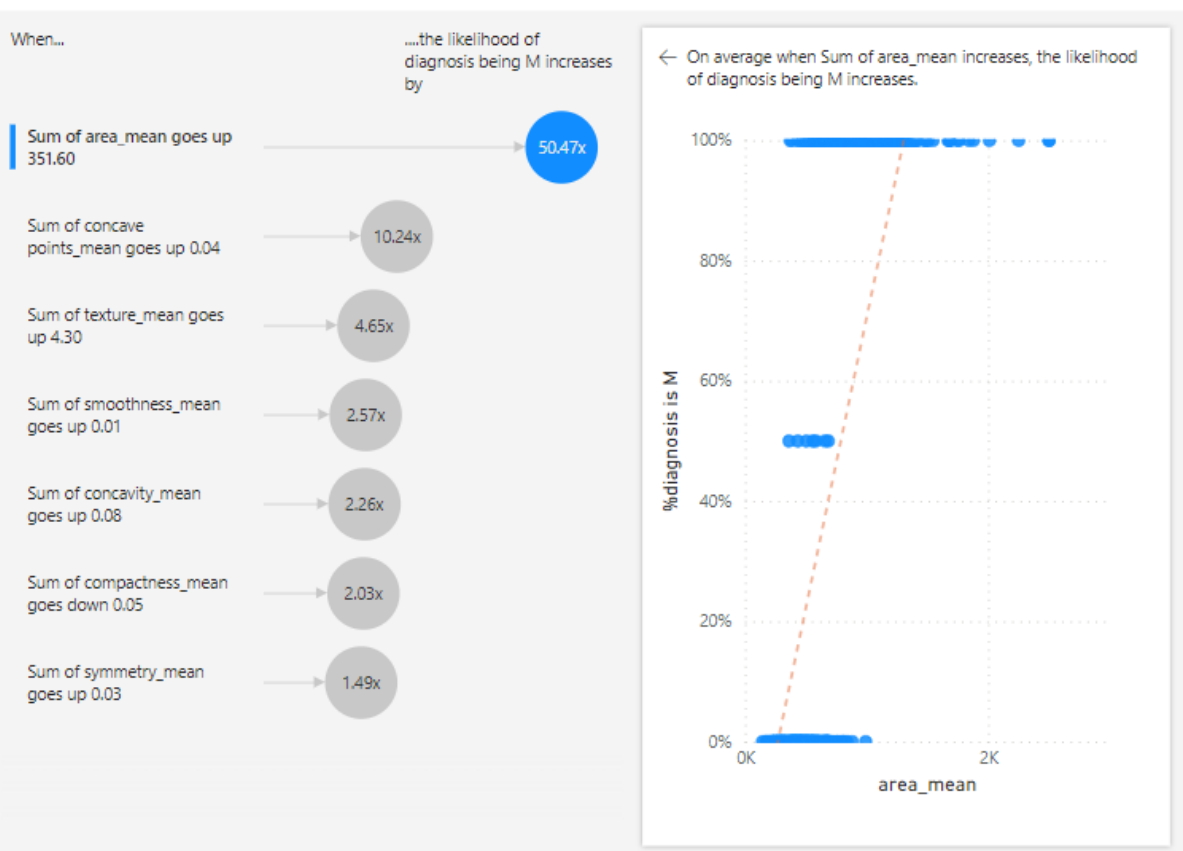 When...
....the likelihood of
diagnosis being M increases
by
Sum of area_mean goes up
351.60
50.47x
Sum of concave
points_mean goes up 0.04
10.24x
Sum of texture_mean goes
up 4.30
4.65x
Sum of smoothness_mean
goes up 0.01
2.57x
Sum of concavity_mean
goes up 0.08
2.26x
Sum of compactness_mean
goes down 0.05
2.03x
Sum of symmetry_mean
goes up 0.03
1.49x
← On average when Sum of area_mean increases, the likelihood
of diagnosis being M increases.
100%
80%
60%
40%
20%
0%
%diagnosis is M
0K
2K
area_mean